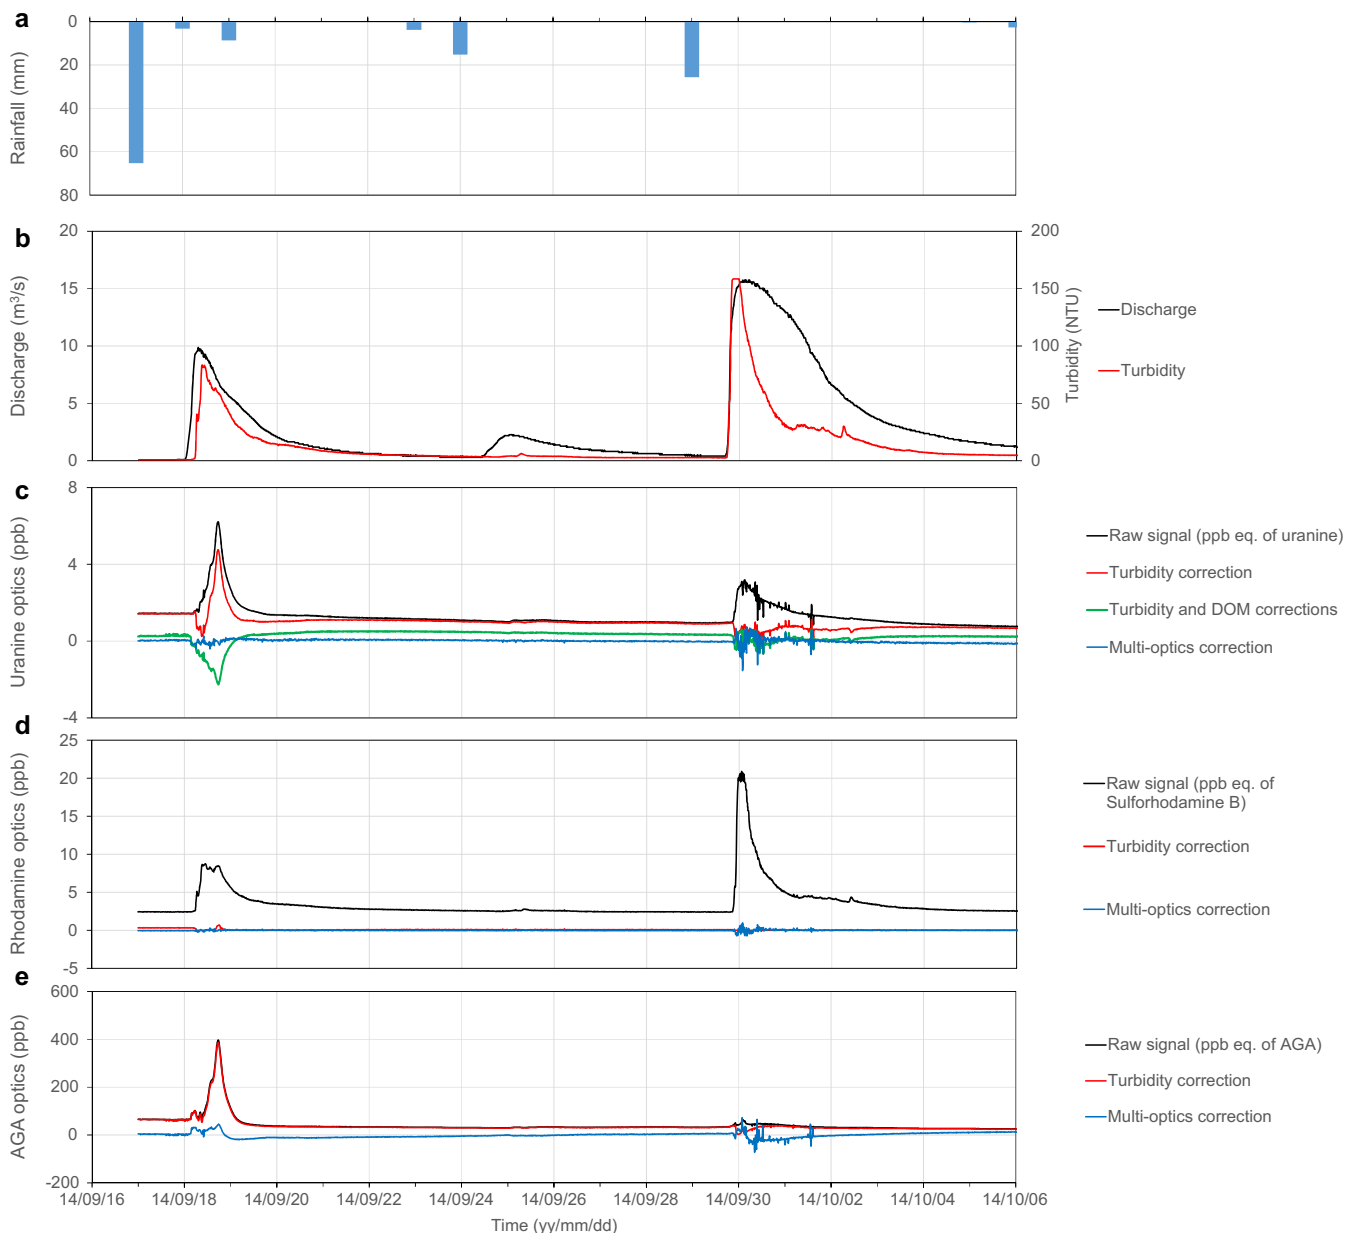 a
0
20
40
60
80
Rainfall (mm)
b
20
15
10
5
0
Discharge (m³/s)
200
150
100
50
0
Turbidity (NTU)
Discharge
Turbidity
c
8
4
0
-4
Uranine optics (ppb)
Raw signal (ppb eq. of uranine)
Turbidity correction
Turbidity and DOM corrections
Multi-optics correction
d
25
20
15
10
5
0
-5
Rhodamine optics (ppb)
Raw signal (ppb eq. of
Sulforhodamine B)
Turbidity correction
Multi-optics correction
e
600
400
200
0
-200
AGA optics (ppb)
Raw signal (ppb eq. of AGA)
Turbidity correction
Multi-optics correction
14/09/16 14/09/18 14/09/20 14/09/22 14/09/24 14/09/26 14/09/28 14/09/30 14/10/02 14/10/04 14/10/06
Time (yy/mm/dd)